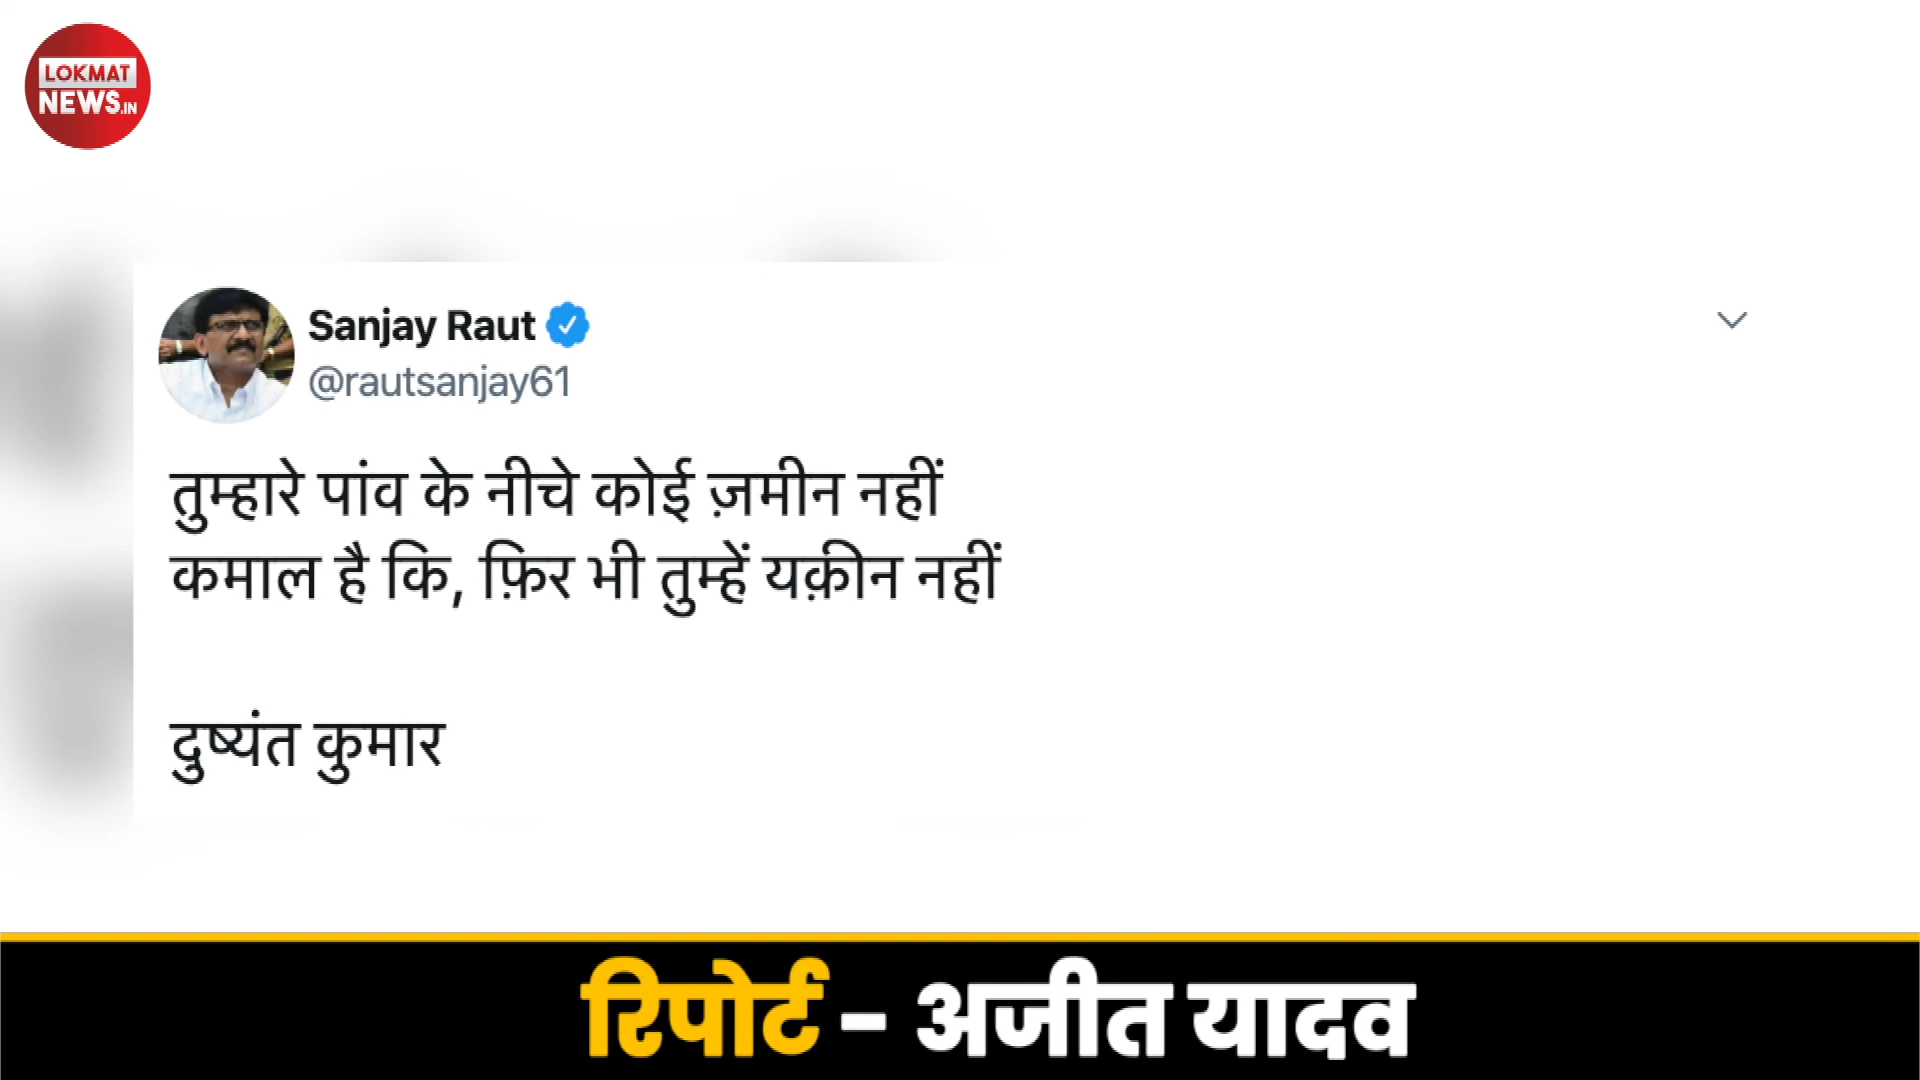 LOKMAT
NEWS.IN
Sanjay Raut
@rautsanjay61
तुम्हारे पांव के नीचे कोई ज़मीन नहीं
कमाल है कि, फ़िर भी तुम्हें यक़ीन नहीं
दुष्यंत कुमार
रिपोर्ट - अजीत यादव